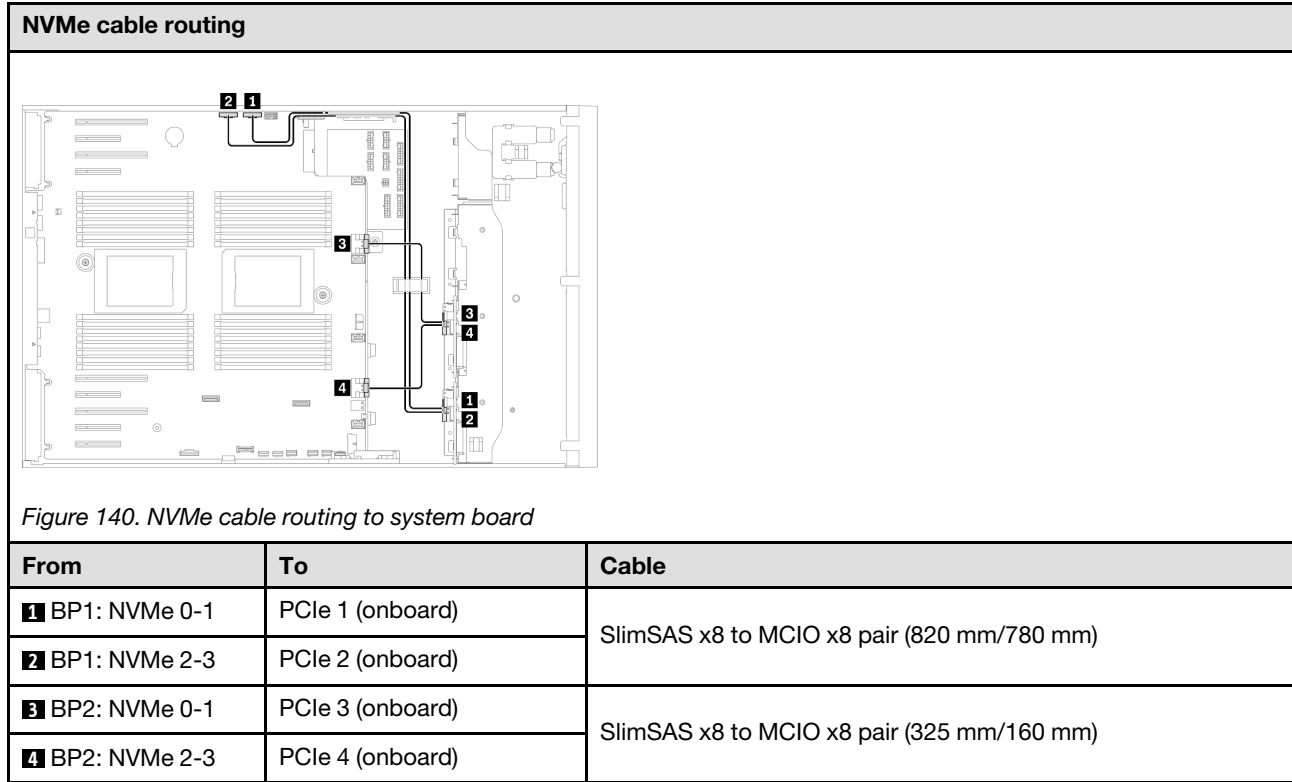 NVMe cable routing
2 1
3
3
4
4
1
2
Figure 140. NVMe cable routing to system board
From To Cable
1 BP1: NVMe 0-1 PCIe 1 (onboard) SlimSAS x8 to MCIO x8 pair (820 mm/780 mm)
2 BP1: NVMe 2-3 PCIe 2 (onboard)
3 BP2: NVMe 0-1 PCIe 3 (onboard) SlimSAS x8 to MCIO x8 pair (325 mm/160 mm)
4 BP2: NVMe 2-3 PCIe 4 (onboard)